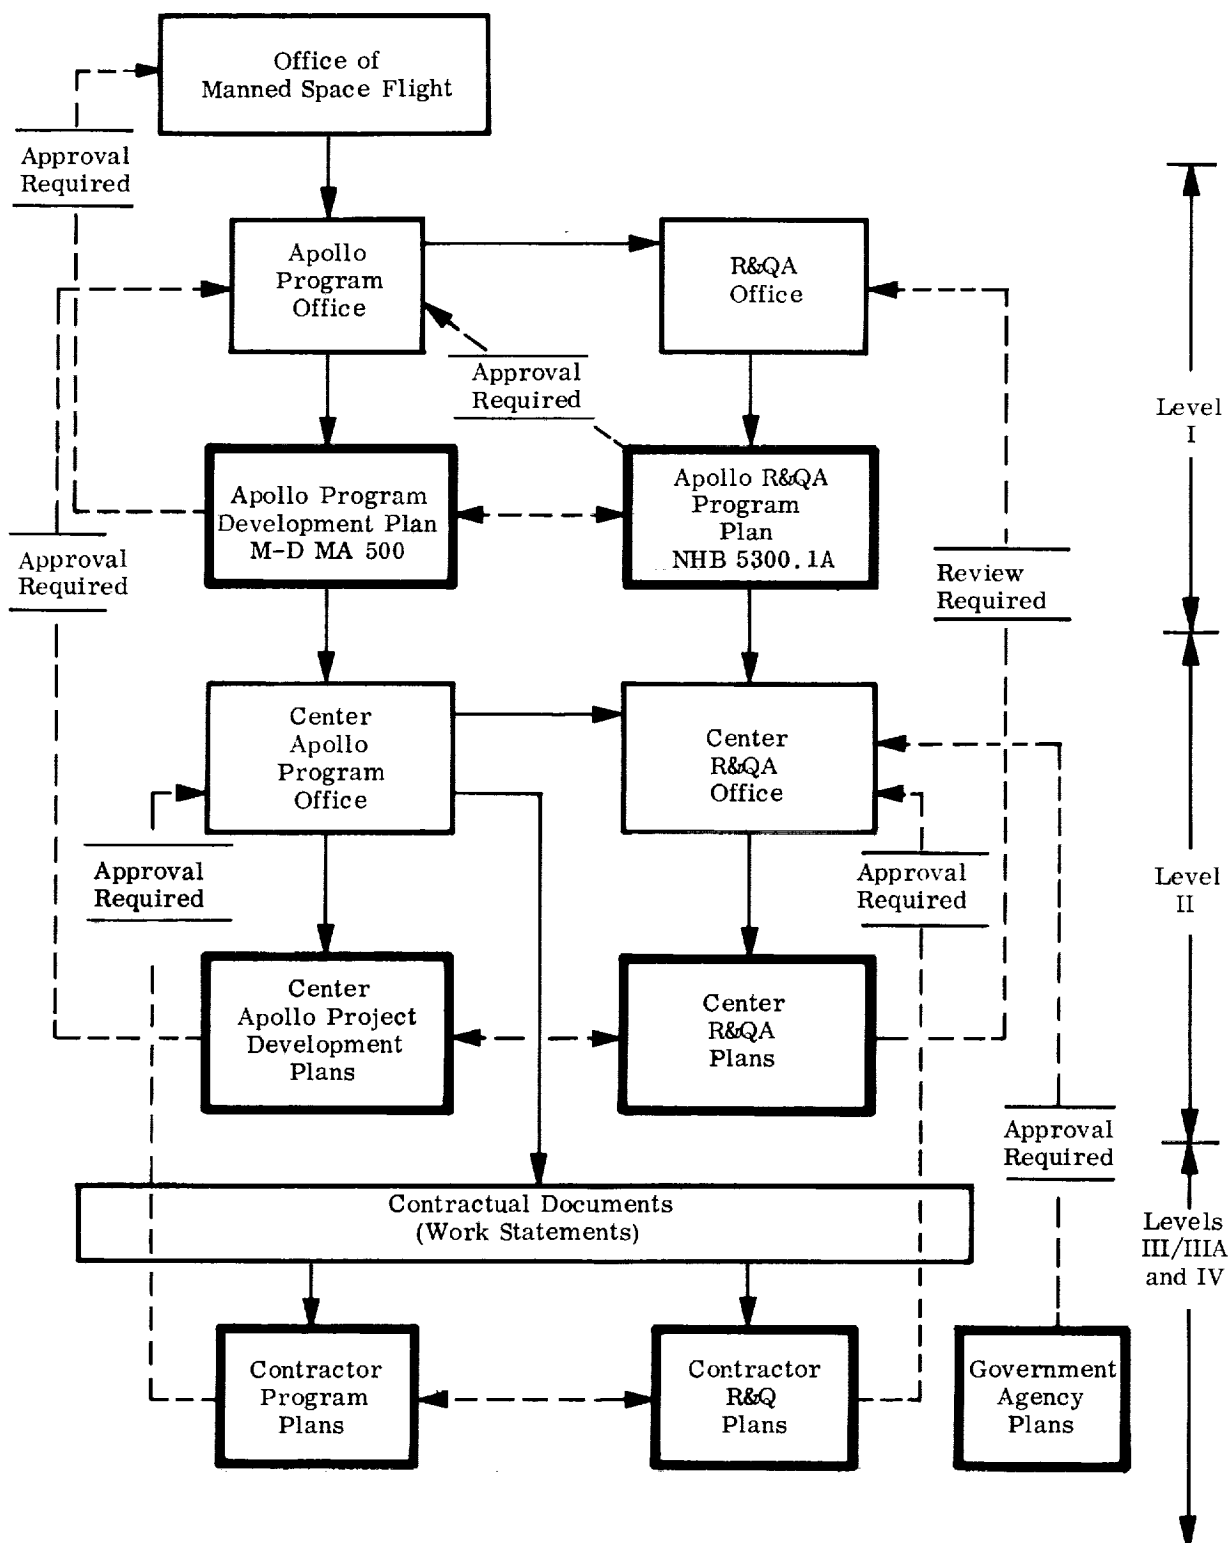 Office of
Manned Space Flight
Approval
Required
Apollo
Program
Office
R&QA
Office
Approval
Required
Level
I
Apollo Program
Development Plan
M-D MA 500
Apollo R&QA
Program
Plan
NHB 5300.1A
Approval
Required
Review
Required
Center
Apollo
Program
Office
Center
R&QA
Office
Approval
Required
Approval
Required
Level
II
Center
Apollo Project
Development
Plans
Center
R&QA
Plans
Approval
Required
Contractual Documents
(Work Statements)
Levels
III/IIIA
and IV
Contractor
Program
Plans
Contractor
R&Q
Plans
Government
Agency
Plans